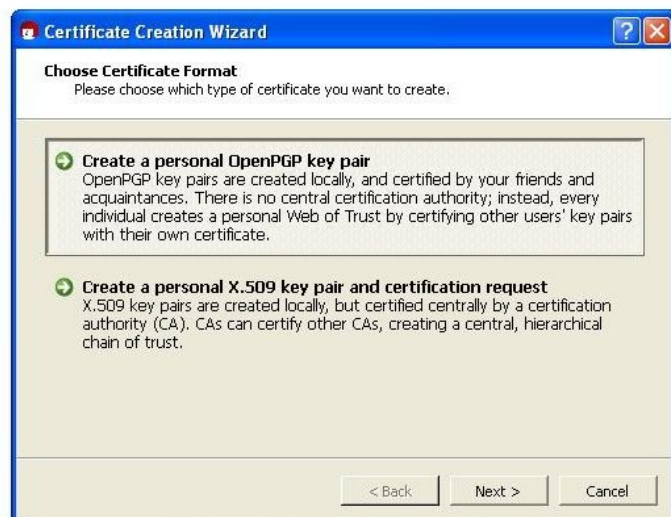 Certificate Creation Wizard
Choose Certificate Format
Please choose which type of certificate you want to create.
Create a personal OpenPGP key pair
OpenPGP key pairs are created locally, and certified by your friends and
acquaintances. There is no central certification authority; instead, every
individual creates a personal Web of Trust by certifying other users' key pairs
with their own certificate.
Create a personal X.509 key pair and certification request
X.509 key pairs are created locally, but certified centrally by a certification
authority (CA). CAs can certify other CAs, creating a central, hierarchical
chain of trust.
< Back Next > Cancel